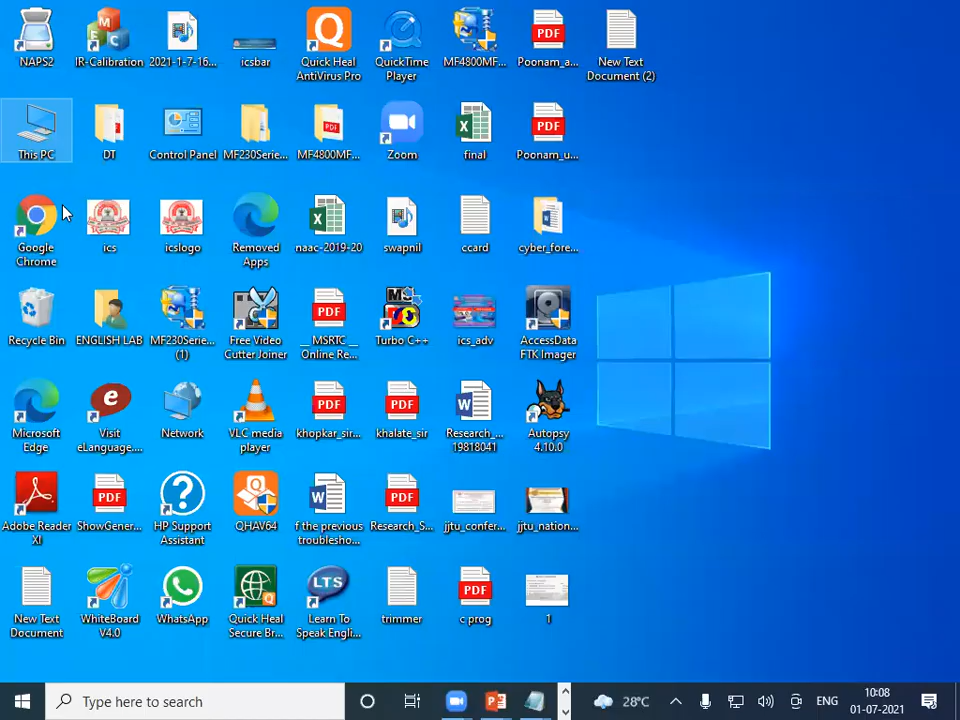 NAPS2
IR-Calibration
2021-1-7-16...
icsbar
Quick Heal
AntiVirus Pro
QuickTime
Player
MF4800MF...
PDF
Poonam_a...
New Text
Document (2)
This PC
DT
Control Panel
MF230Serie...
PDF
MF4800MF...
Zoom
final
PDF
Poonam_u...
Google
Chrome
ics
icslogo
Removed
Apps
naac-2019-20
swapnil
ccard
cyber_fore...
Recycle Bin
ENGLISH LAB
MF230Serie...
(1)
Free Video
Cutter Joiner
PDF
__ MSRTC __
Online Re...
Turbo C++
ics_adv
AccessData
FTK Imager
Microsoft
Edge
Visit
eLanguage....
Network
VLC media
player
PDF
khopkar_sir...
PDF
khalate_sir
Research_...
19818041
Autopsy
4.10.0
Adobe Reader
XI
PDF
ShowGener...
HP Support
Assistant
QHAV64
f the previous
troublesho...
PDF
Research_S...
jjtu_confer...
jjtu_nation...
New Text
Document
WhiteBoard
V4.0
WhatsApp
Quick Heal
Secure Br...
LTS
Learn To
Speak Engli...
trimmer
PDF
c prog
1
Type here to search
28°C
ENG
10:08
01-07-2021